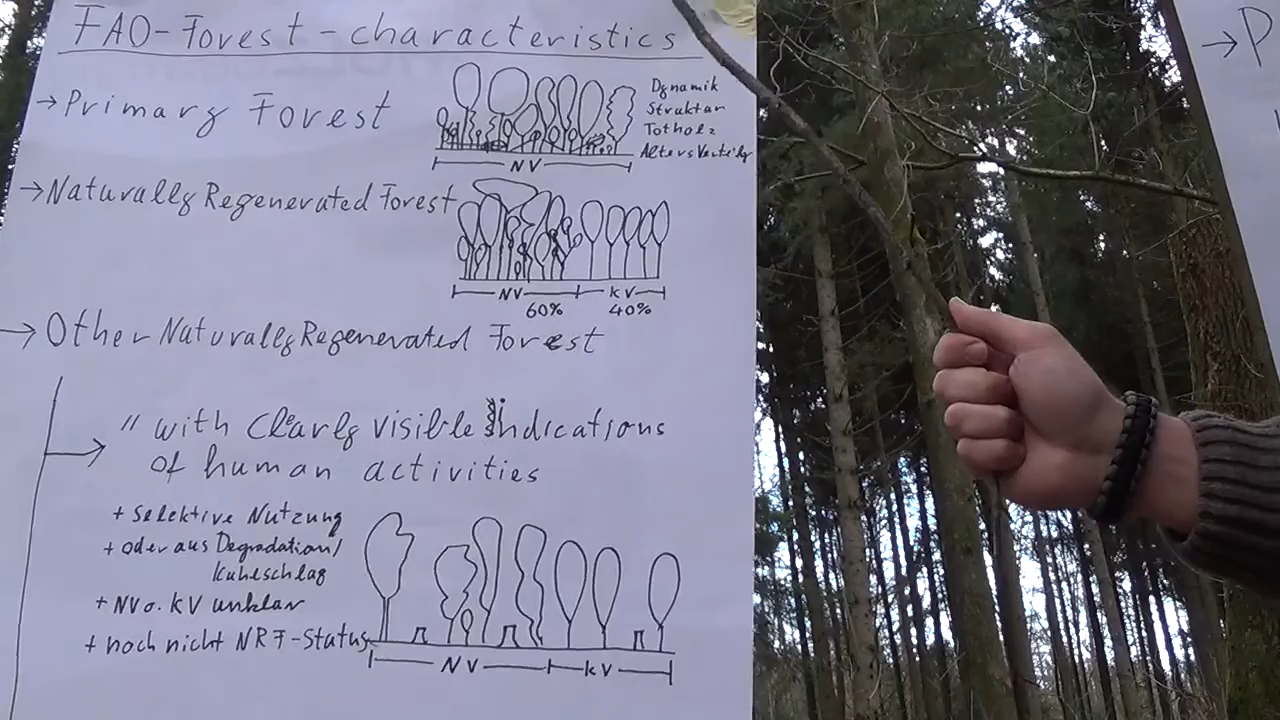 FAO-Forest-characteristics
→ Primary Forest
Dynamik
Struktur
Totholz
Altersverteilg
NV
→ Naturally Regenerated Forest
NV kV
60% 40%
→ Other Naturally Regenerated Forest
→ " with clearly visible indications
of human activities
+ selektive Nutzung
+ oder aus Degradation/
Kahlschlag
+ NV o. kV unklar
+ noch nicht NRF-Status
NV kV
→ P